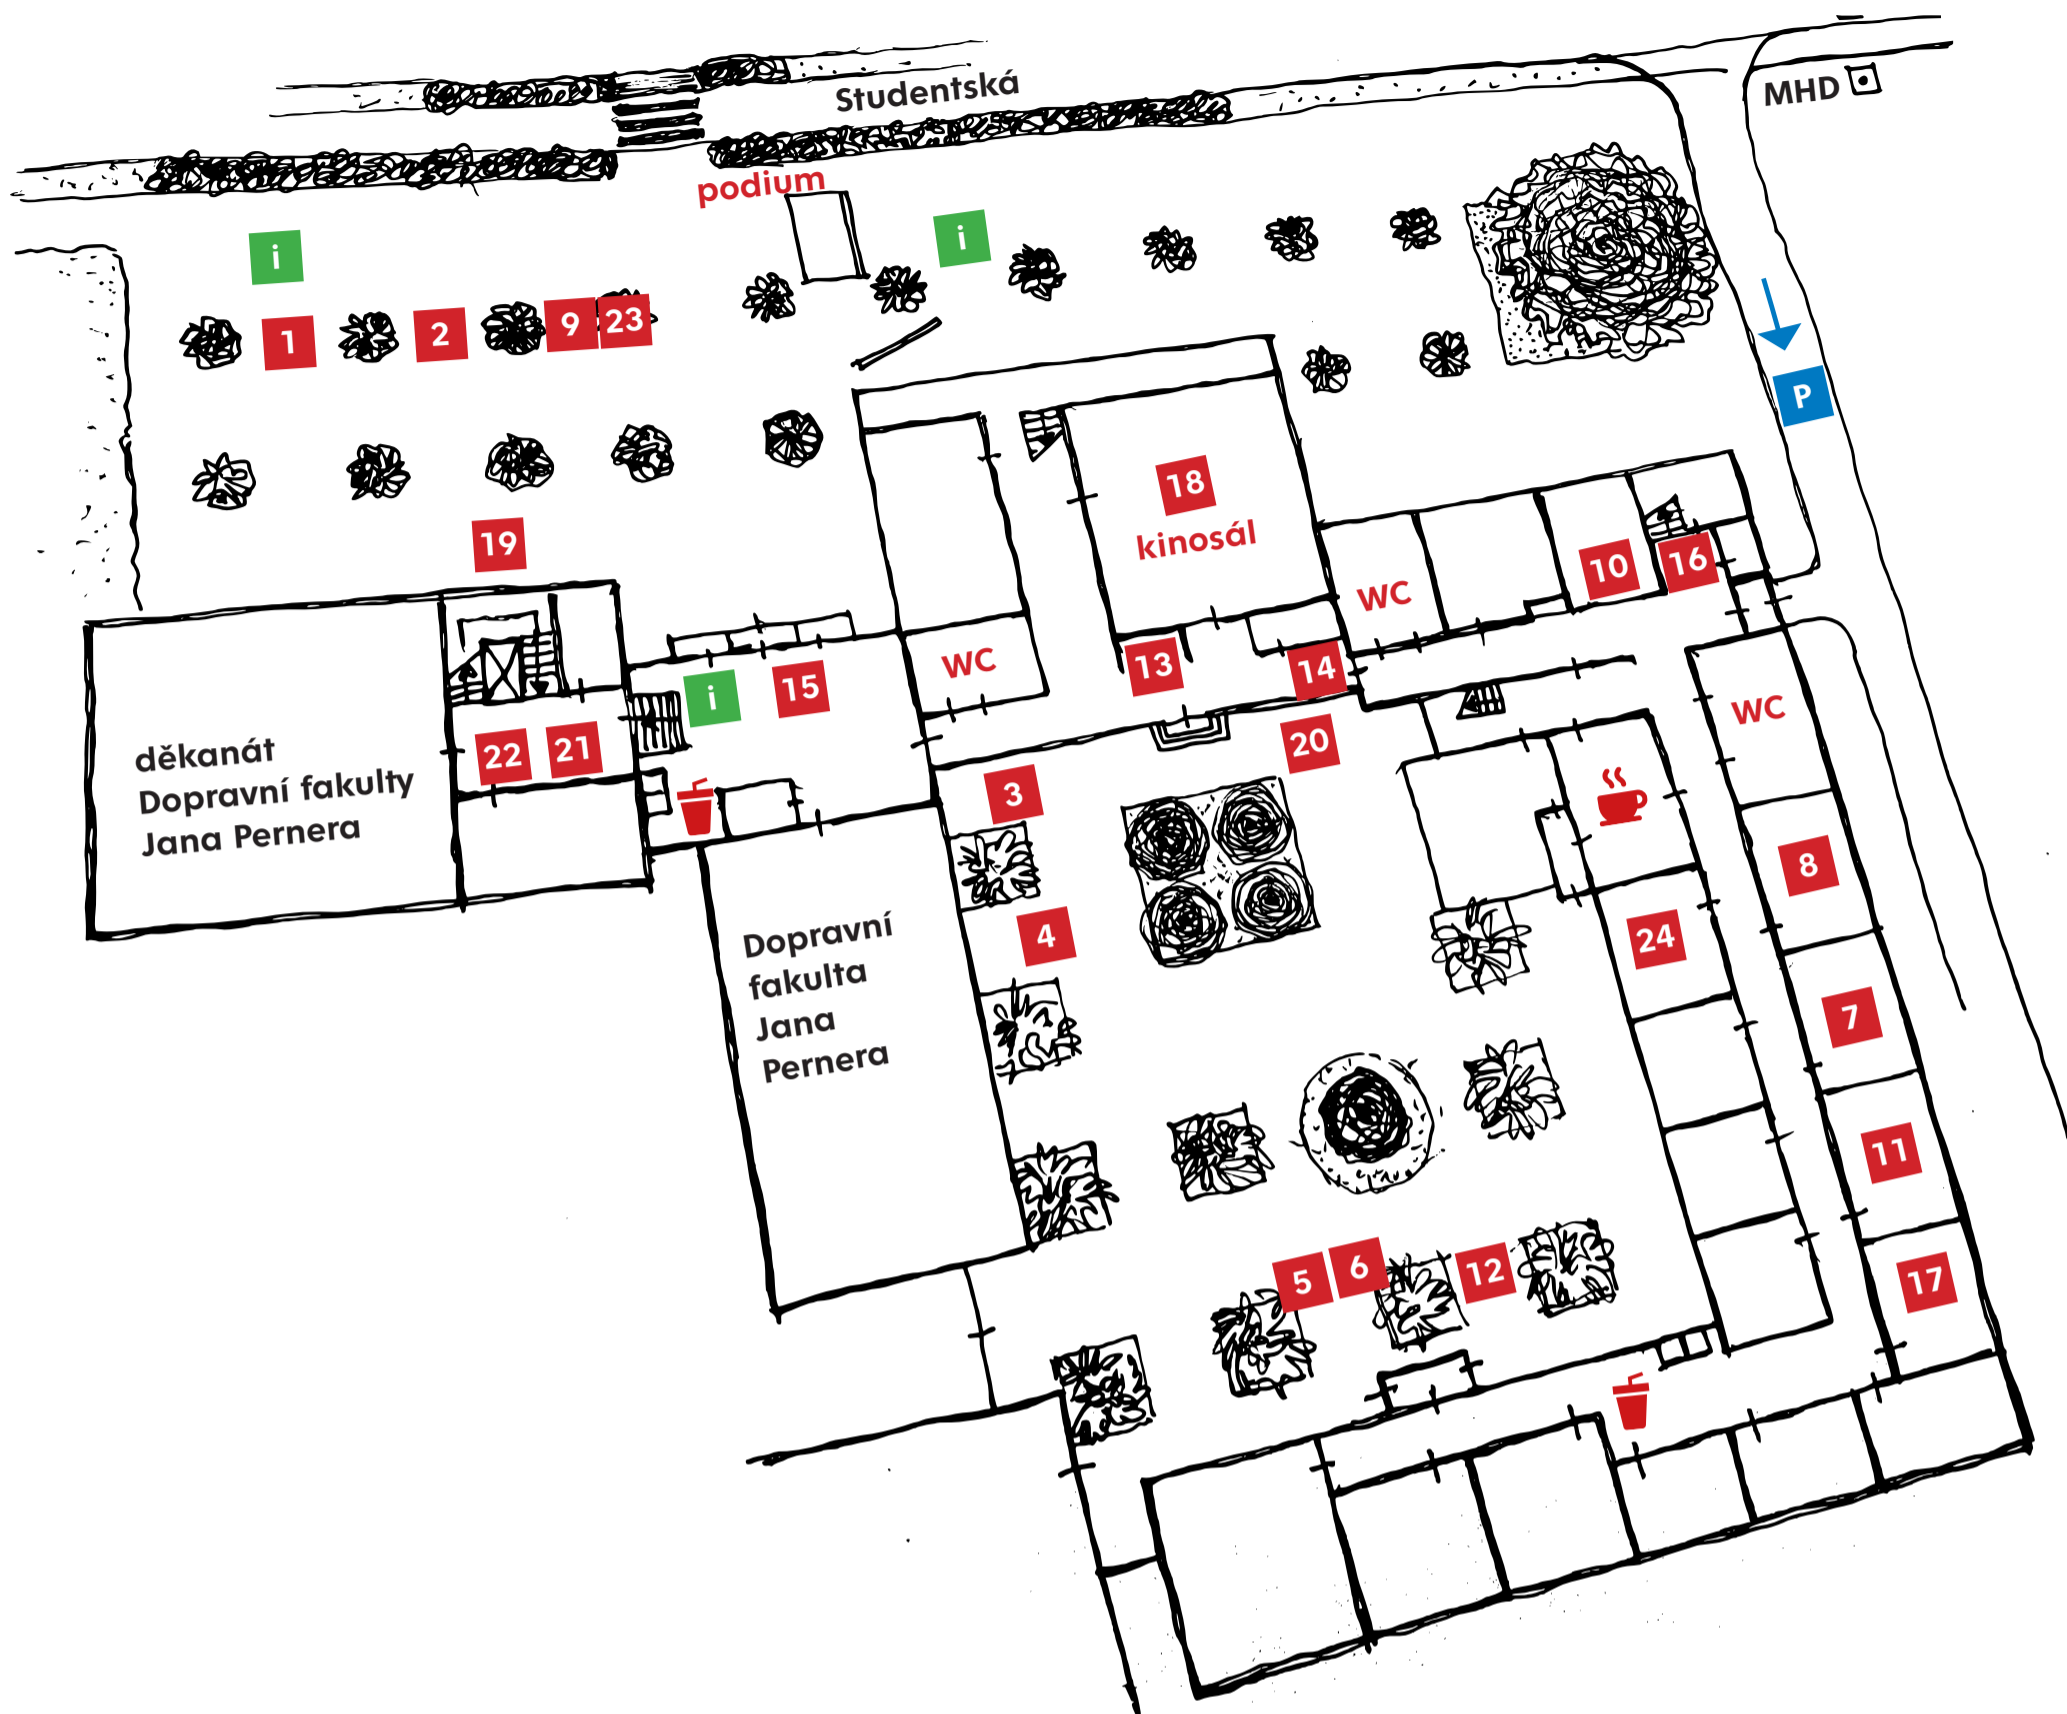 Studentská
MHD
podium
i
i
1
2
9
23
P
18
kinosál
19
10
16
WC
WC
13
14
i
15
WC
20
22
21
děkanát
Dopravní fakulty
Jana Pernera
3
8
4
24
Dopravní
fakulta
Jana
Pernera
7
11
5
6
12
17